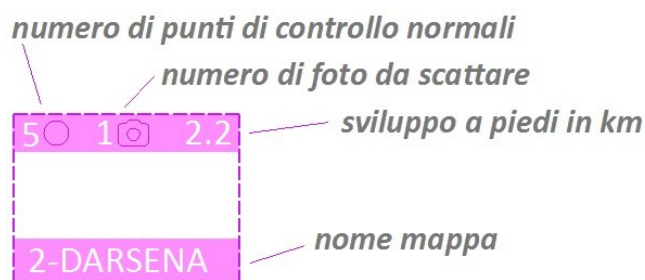 numero di punti di controllo normali
numero di foto da scattare
5 1 2.2
sviluppo a piedi in km
2-DARSENA
nome mappa